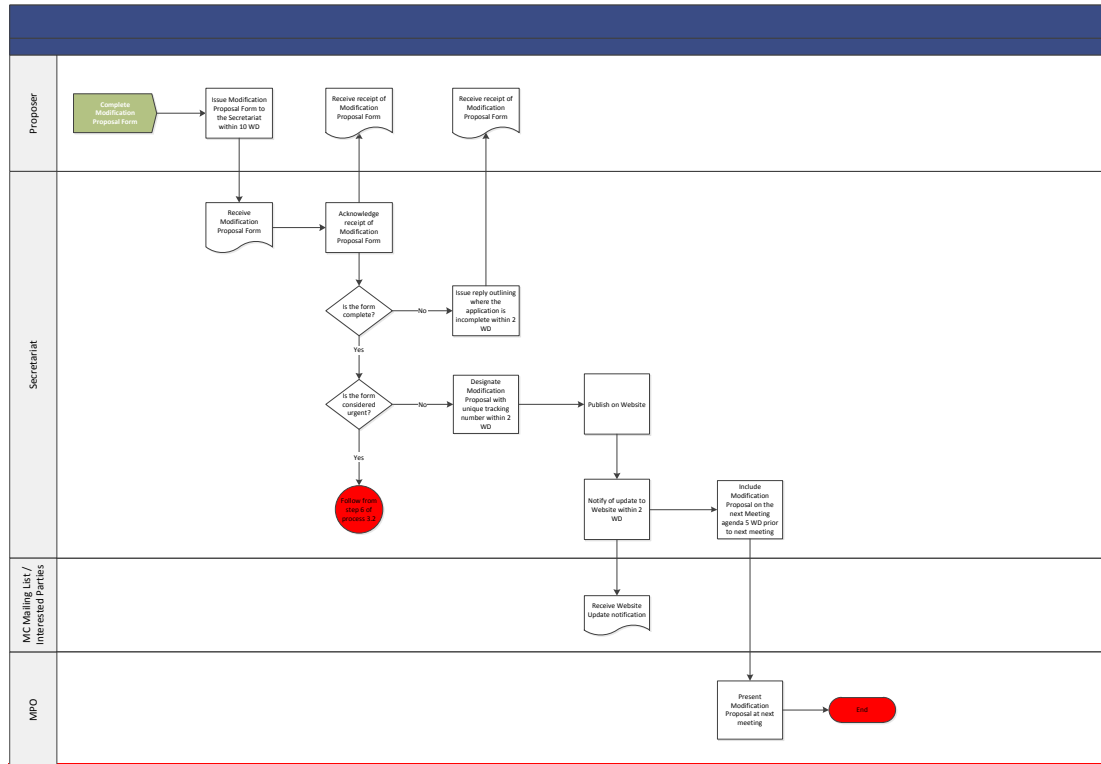 Proposer
Complete
Modification
Proposal Form
Issue Modification
Proposal Form to
the Secretariat
within 10 WD
Receive receipt of
Modification
Proposal Form
Receive receipt of
Modification
Proposal Form
Secretariat
Receive
Modification
Proposal Form
Acknowledge
receipt of
Modification
Proposal Form
Is the form
complete?
No
Issue reply outlining
where the
application is
incomplete within 2
WD
Yes
Is the form
considered
urgent?
No
Designate
Modification
Proposal with
unique tracking
number within 2
WD
Publish on Website
Yes
Follow from
of
process 3.2
Notify of update to
Website within 2
WD
Include
Modification
Proposal on the
next Meeting
agenda 5 WD prior
to next meeting
MC Mailing List /
Interested Parties
Receive Website
Update notification
MPO
Present
Modification
Proposal at next
meeting
End